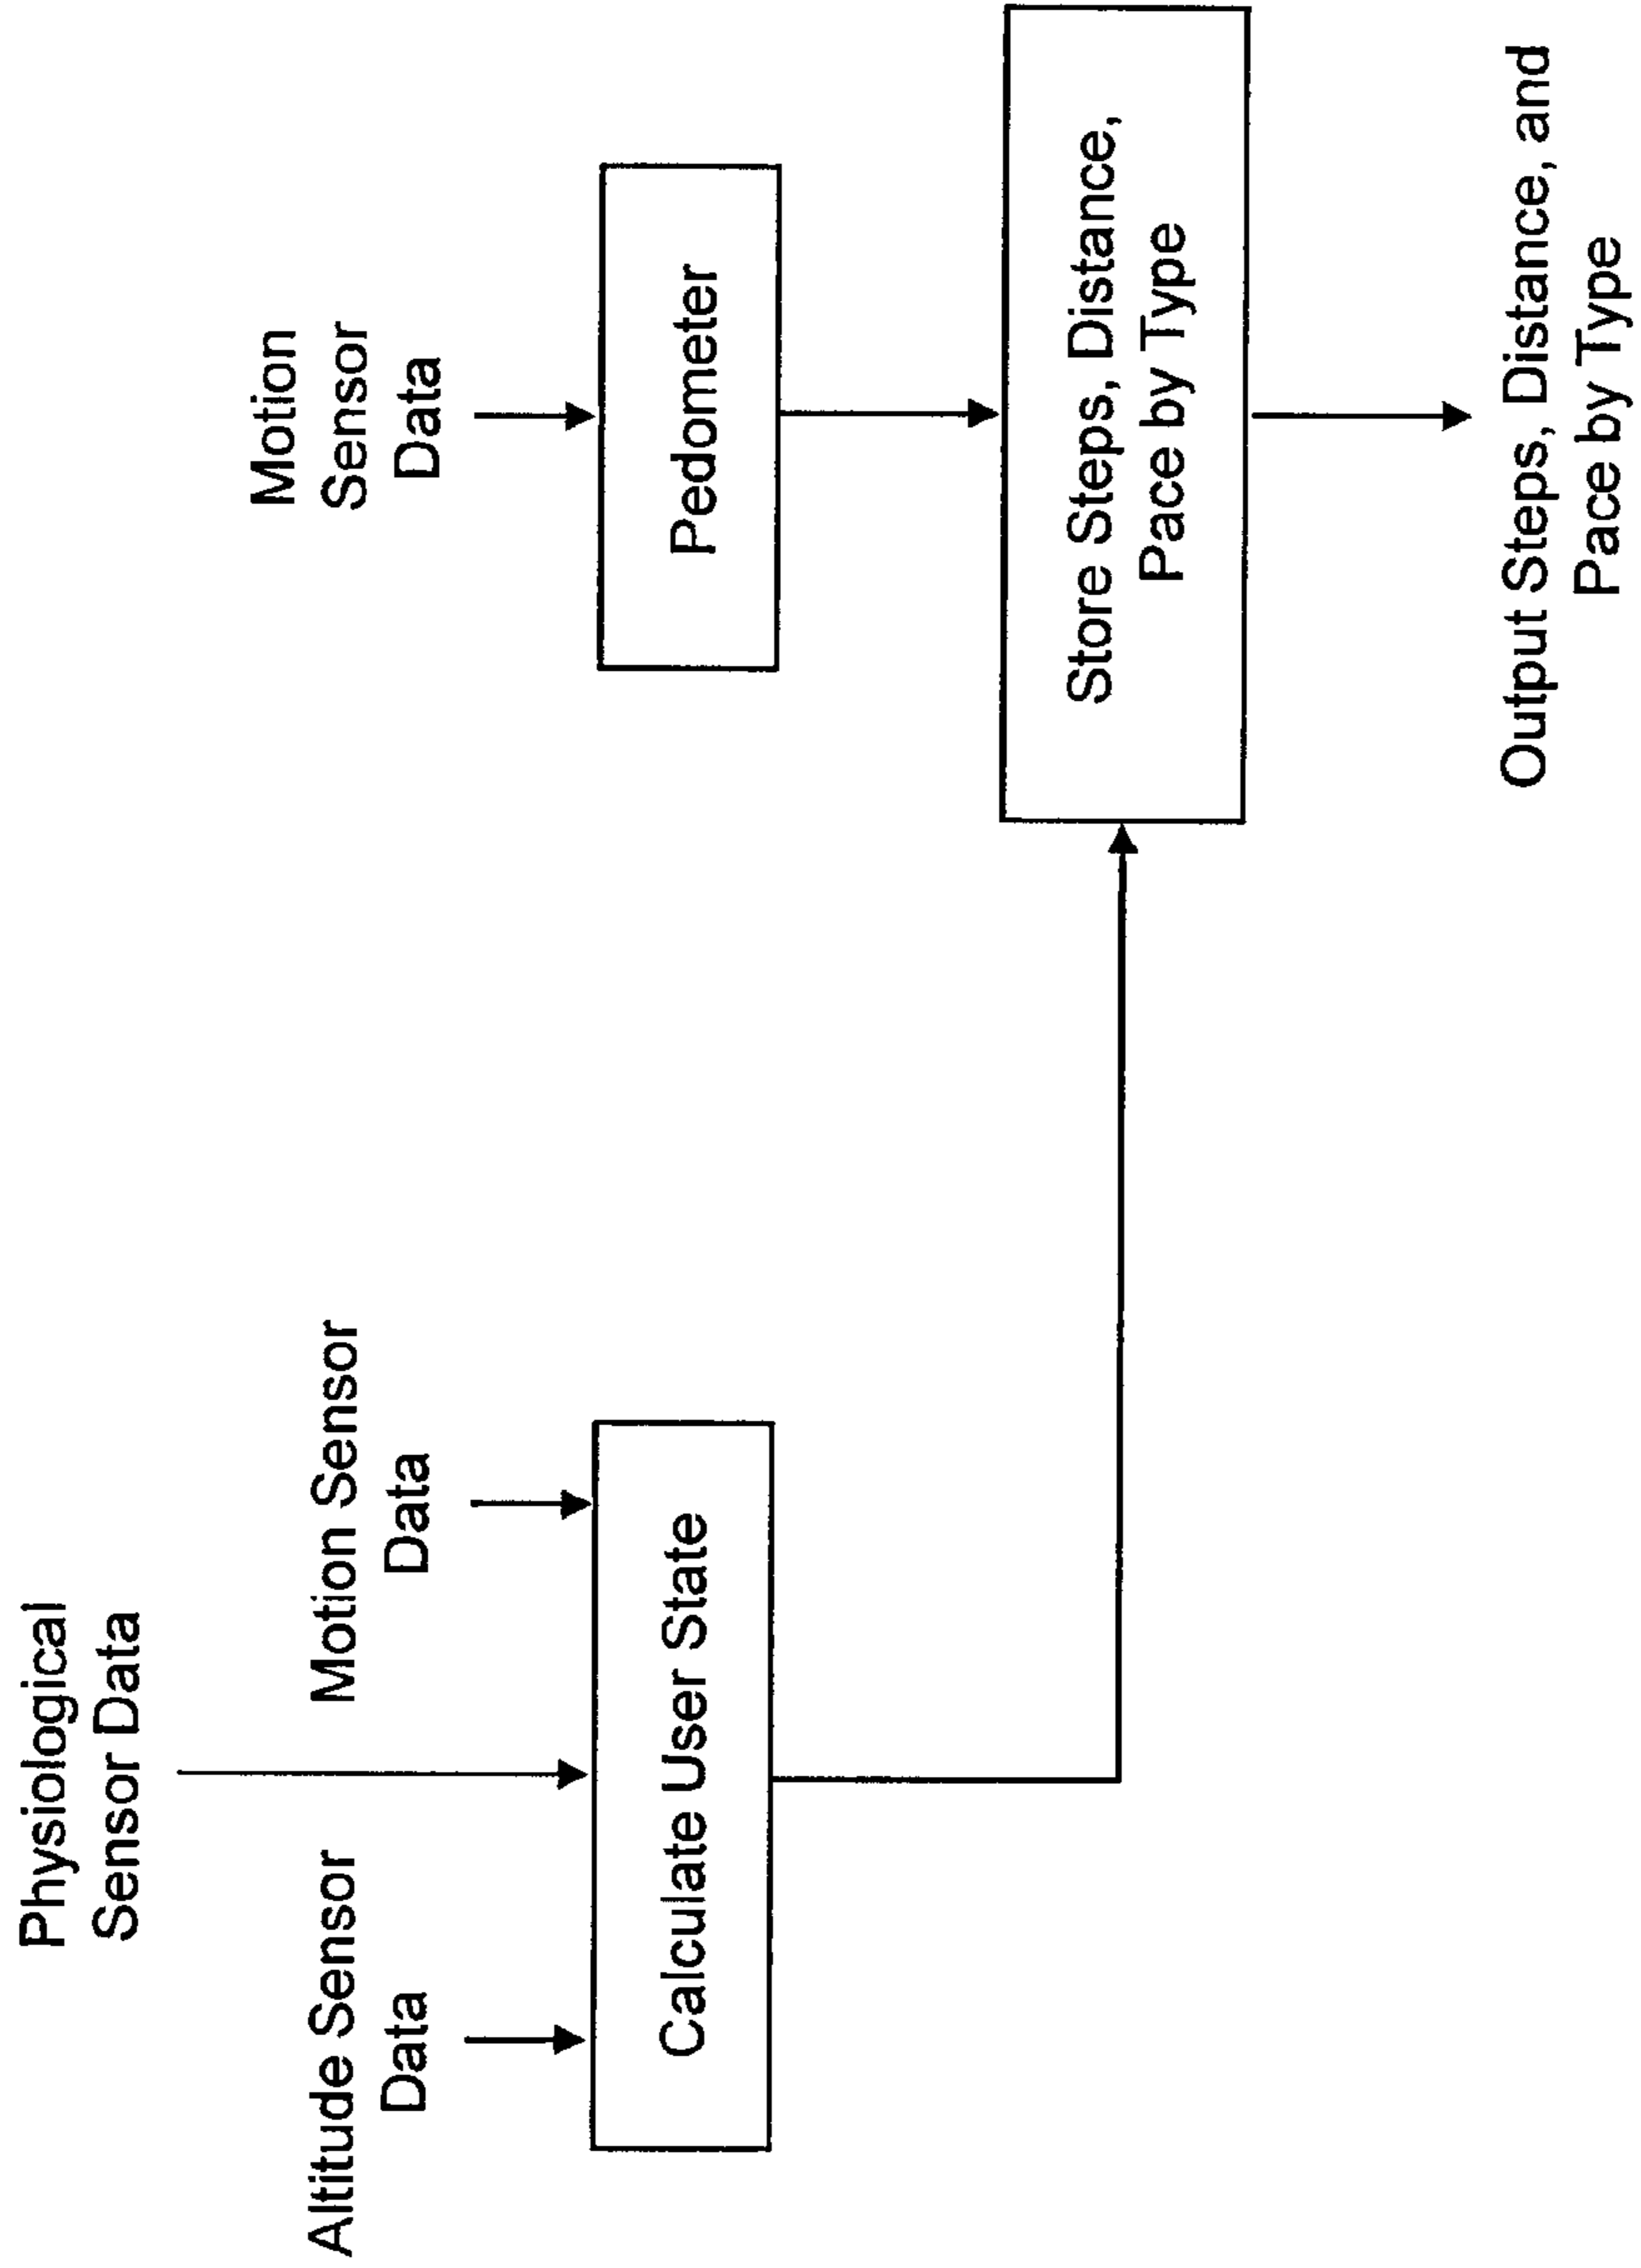 Physiological
Sensor Data
Altitude Sensor
Data
Motion Sensor
Data
Calculate User State
Motion
Sensor
Data
Pedometer
Store Steps, Distance,
Pace by Type
Output Steps, Distance, and
Pace by Type